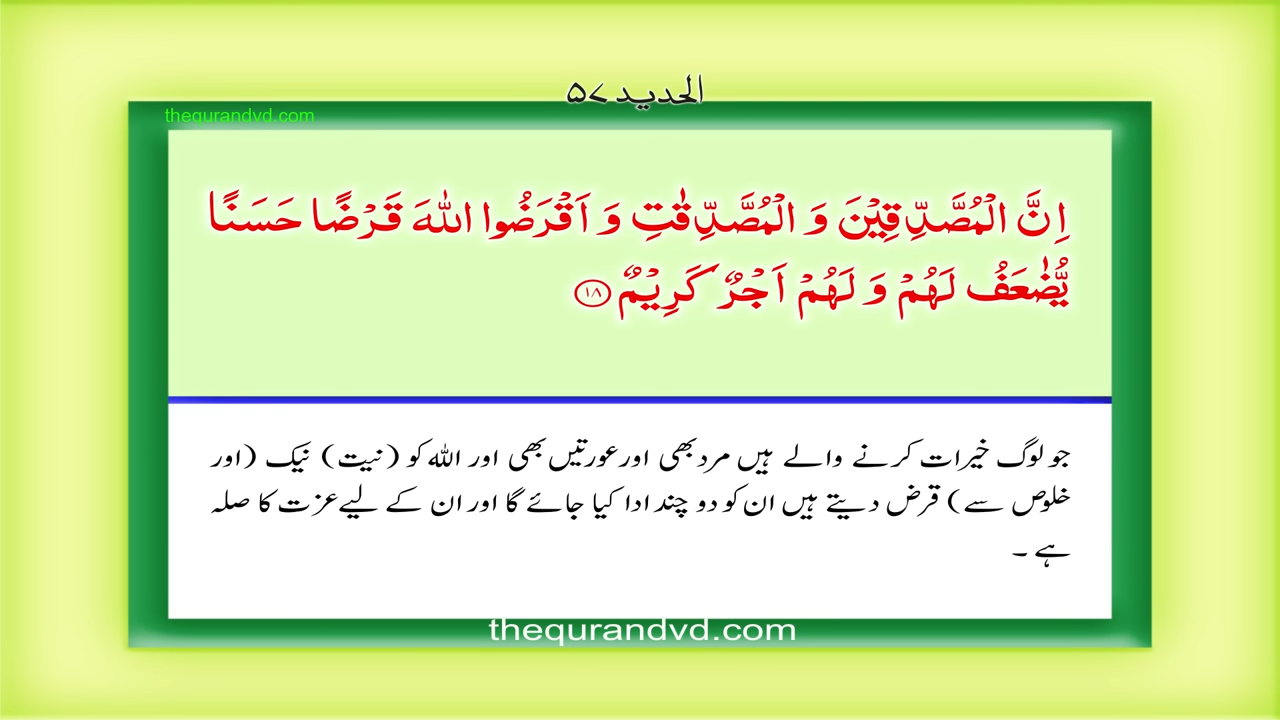 الحدید ۵۷
thequrandvd.com
اِنَّ الْمُصَّدِّقِیْنَ وَ الْمُصَّدِّقٰتِ وَ اَقْرَضُوا اللّٰهَ قَرْضًا حَسَنًا
یُّضٰعَفُ لَهُمْ وَ لَهُمْ اَجْرٌ كَرِیْمٌ ۱۸
جو لوگ خیرات کرنے والے ہیں مرد بھی اور عورتیں بھی اور اللہ کو (نیت) نیک (اور
خلوص سے) قرض دیتے ہیں ان کو دو چند ادا کیا جائے گا اور ان کے لیے عزت کا صلہ
ہے ۔
thequrandvd.com